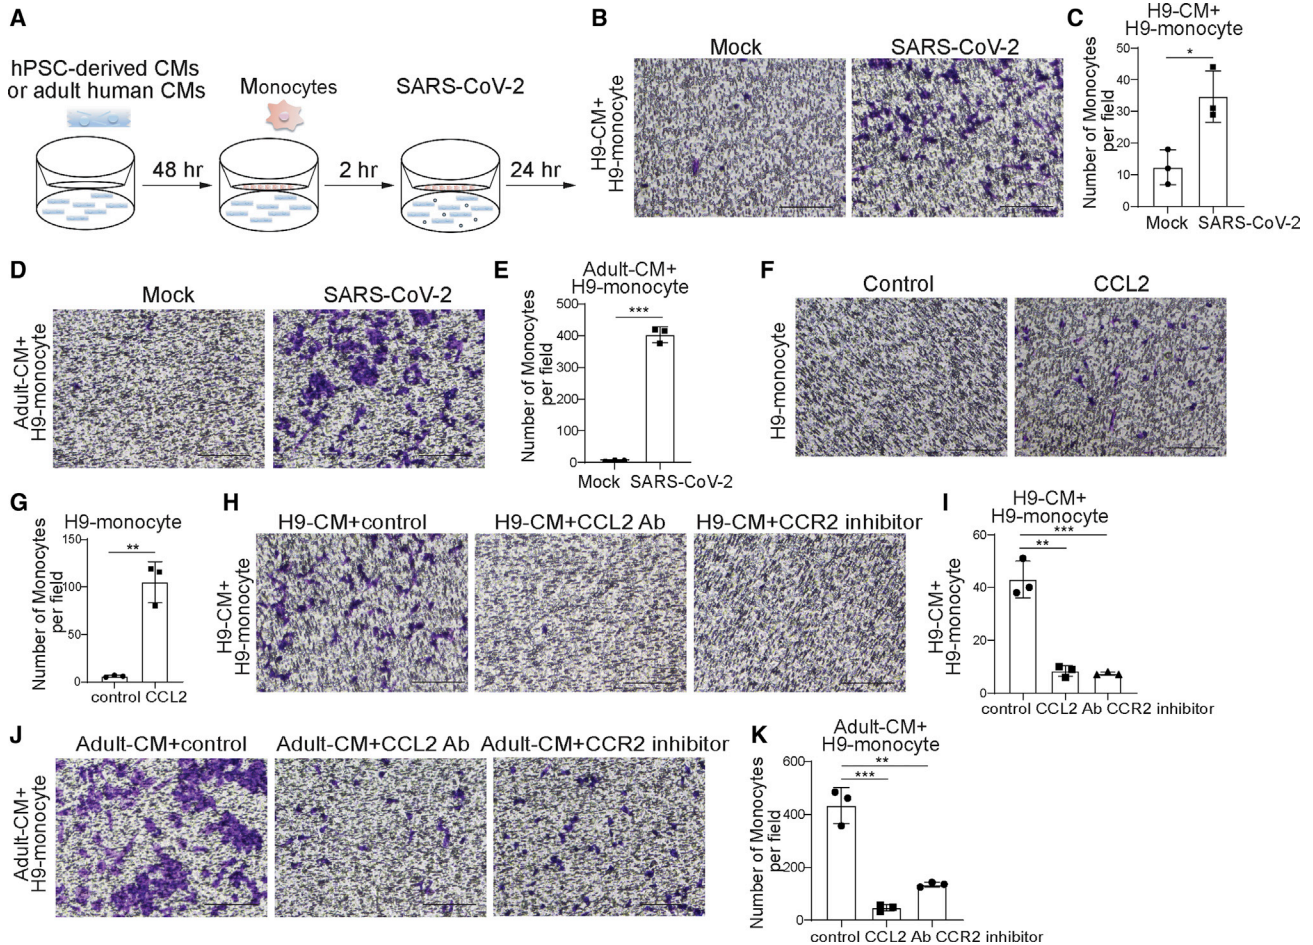 A
hPSC-derived CMs
or adult human CMs
Monocytes
SARS-CoV-2
48 hr
2 hr
24 hr
B
Mock
SARS-CoV-2
H9-CM+
H9-monocyte
C
H9-CM+
H9-monocyte
Number of Monocytes
per field
50
40
30
20
10
0
*
Mock
SARS-CoV-2
D
Mock
SARS-CoV-2
Adult-CM+
H9-monocyte
E
Adult-CM+
H9-monocyte
Number of Monocytes
per field
500
400
300
200
100
0
***
Mock
SARS-CoV-2
F
Control
CCL2
H9-monocyte
G
H9-monocyte
Number of Monocytes
per field
150
100
50
0
**
control CCL2
H
H9-CM+control
H9-CM+CCL2 Ab
H9-CM+CCR2 inhibitor
H9-CM+
H9-monocyte
I
H9-CM+
H9-monocyte
H9-CM+
H9-monocyte
60
40
20
0
***
**
control CCL2 Ab CCR2 inhibitor
J
Adult-CM+control
Adult-CM+CCL2 Ab
Adult-CM+CCR2 inhibitor
Adult-CM+
H9-monocyte
K
Adult-CM+
H9-monocyte
Number of Monocytes
per field
600
400
200
0
**
***
control CCL2 Ab CCR2 inhibitor